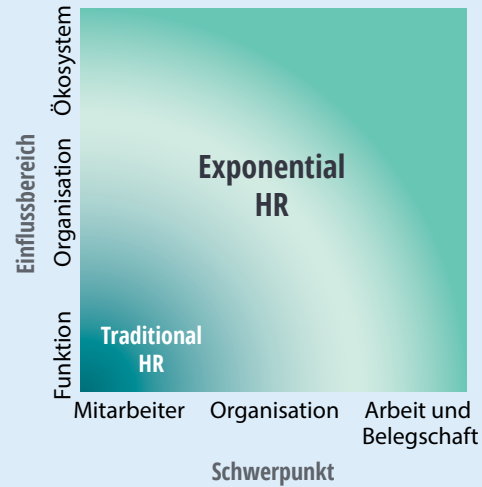 Einflussbereich
Ökosystem
Organisation
Funktion
Exponential
HR
Traditional
HR
Mitarbeiter
Organisation
Arbeit und
Belegschaft
Schwerpunkt